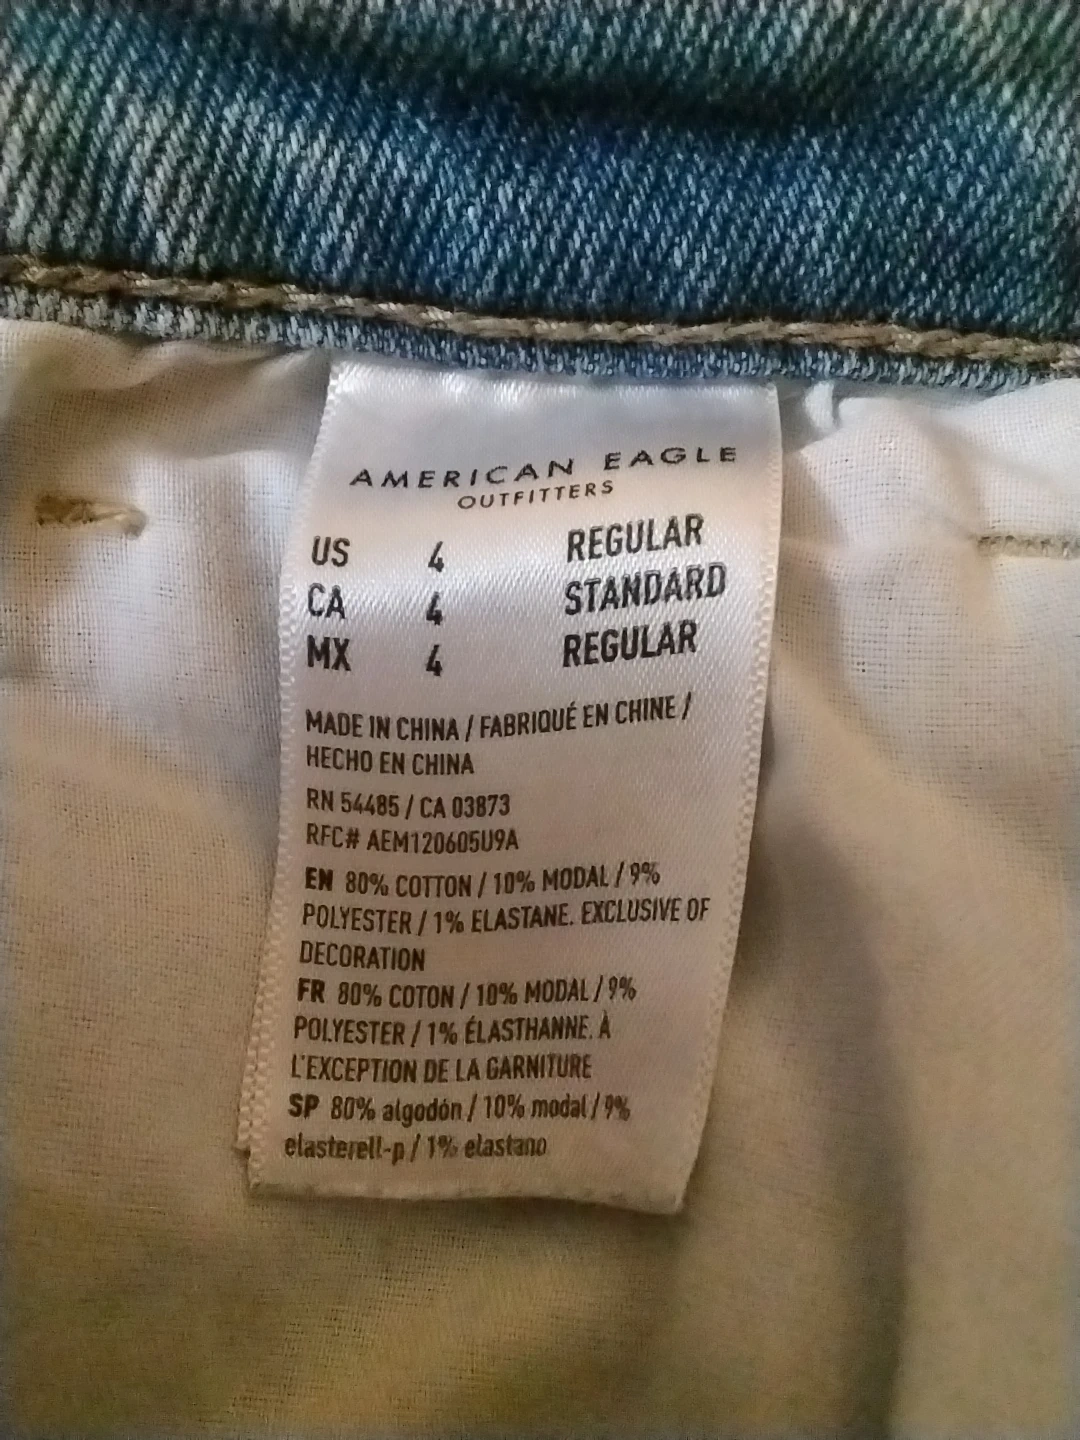 AMERICAN EAGLE
OUTFITTERS
US 4 REGULAR
CA 4 STANDARD
MX 4 REGULAR
MADE IN CHINA / FABRIQUÉ EN CHINE /
HECHO EN CHINA
RN 54485 / CA 03873
RFC# AEM120605U9A
EN 80% COTTON / 10% MODAL / 9%
POLYESTER / 1% ELASTANE. EXCLUSIVE OF
DECORATION
FR 80% COTON / 10% MODAL / 9%
POLYESTER / 1% ÉLASTHANNE. À
L'EXCEPTION DE LA GARNITURE
SP 80% algodón / 10% modal / 9%
elasterell-p / 1% elastano